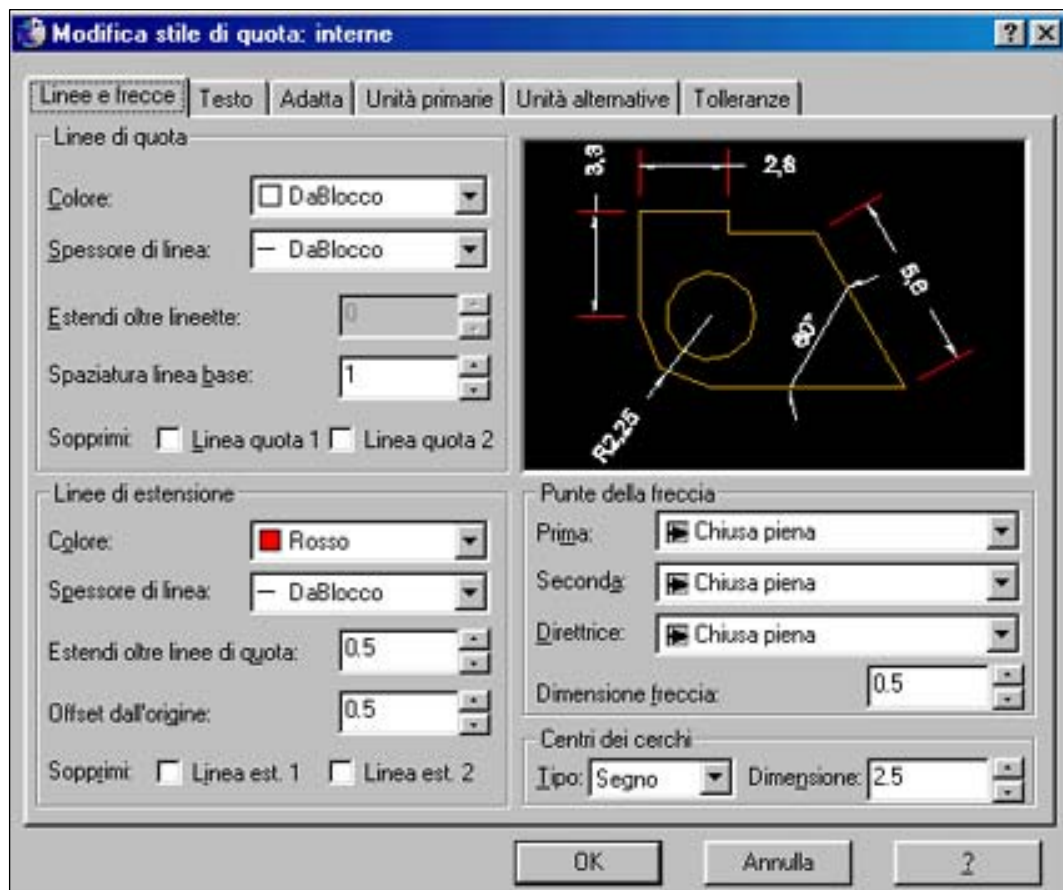 Modifica stile di quota: interne
Linee e frecce
Testo
Adatta
Unità primarie
Unità alternative
Tolleranze
Linee di quota
Colore: DaBlocco
Spessore di linea: DaBlocco
Estendi oltre lineette: 0
Spaziatura linea base: 1
Sopprimi: Linea quota 1 Linea quota 2
3,3
2,8
5,8
60°
R2,25
Linee di estensione
Colore: Rosso
Spessore di linea: DaBlocco
Estendi oltre linee di quota: 0.5
Offset dall'origine: 0.5
Sopprimi: Linea est. 1 Linea est. 2
Punte della freccia
Prima: Chiusa piena
Seconda: Chiusa piena
Direttrice: Chiusa piena
Dimensione freccia: 0.5
Centri dei cerchi
Tipo: Segno Dimensione: 2.5
OK
Annulla
?